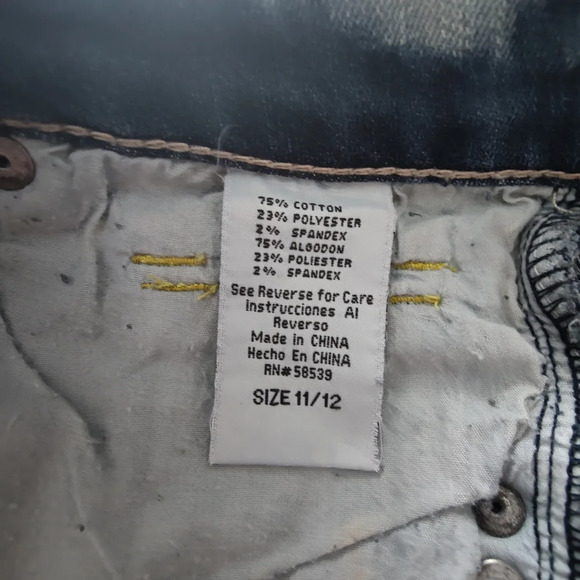 75% COTTON
23% POLYESTER
2% SPANDEX
75% ALGODON
23% POLIESTER
2% SPANDEX
See Reverse for Care
Instrucciones Al
Reverso
Made in CHINA
Hecho En CHINA
RN# 58539
SIZE 11/12